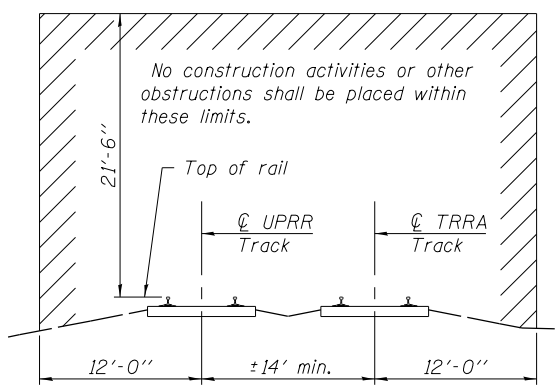 No construction activities or other
obstructions shall be placed within
these limits.
21'-6"
Top of rail
℄ UPRR
Track
℄ TRRA
Track
12'-0"
±14' min.
12'-0"